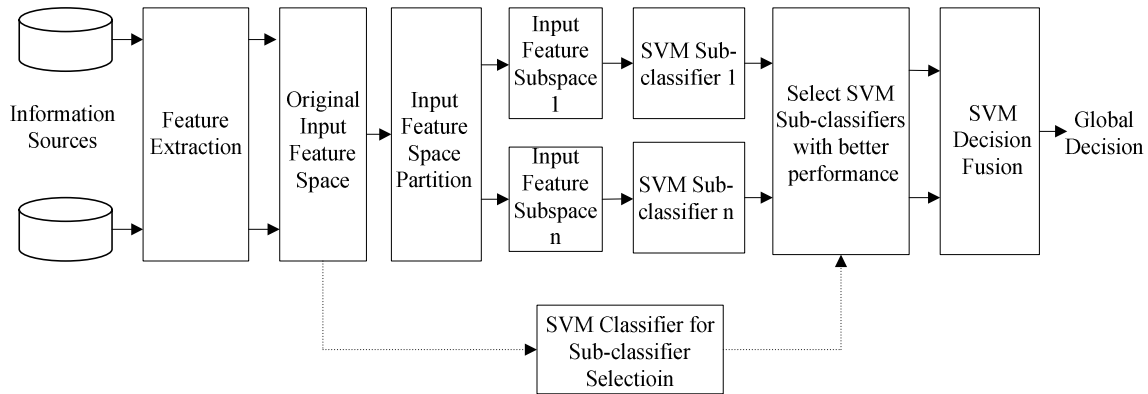 Information
Sources
Feature
Extraction
Original
Input
Feature
Space
Input
Feature
Space
Partition
Input
Feature
Subspace
1
SVM Sub-
classifier 1
Input
Feature
Subspace
n
SVM Sub-
classifier n
Select SVM
Sub-classifiers
with better
performance
SVM
Decision
Fusion
Global
Decision
SVM Classifier for
Sub-classifier
Selectioin